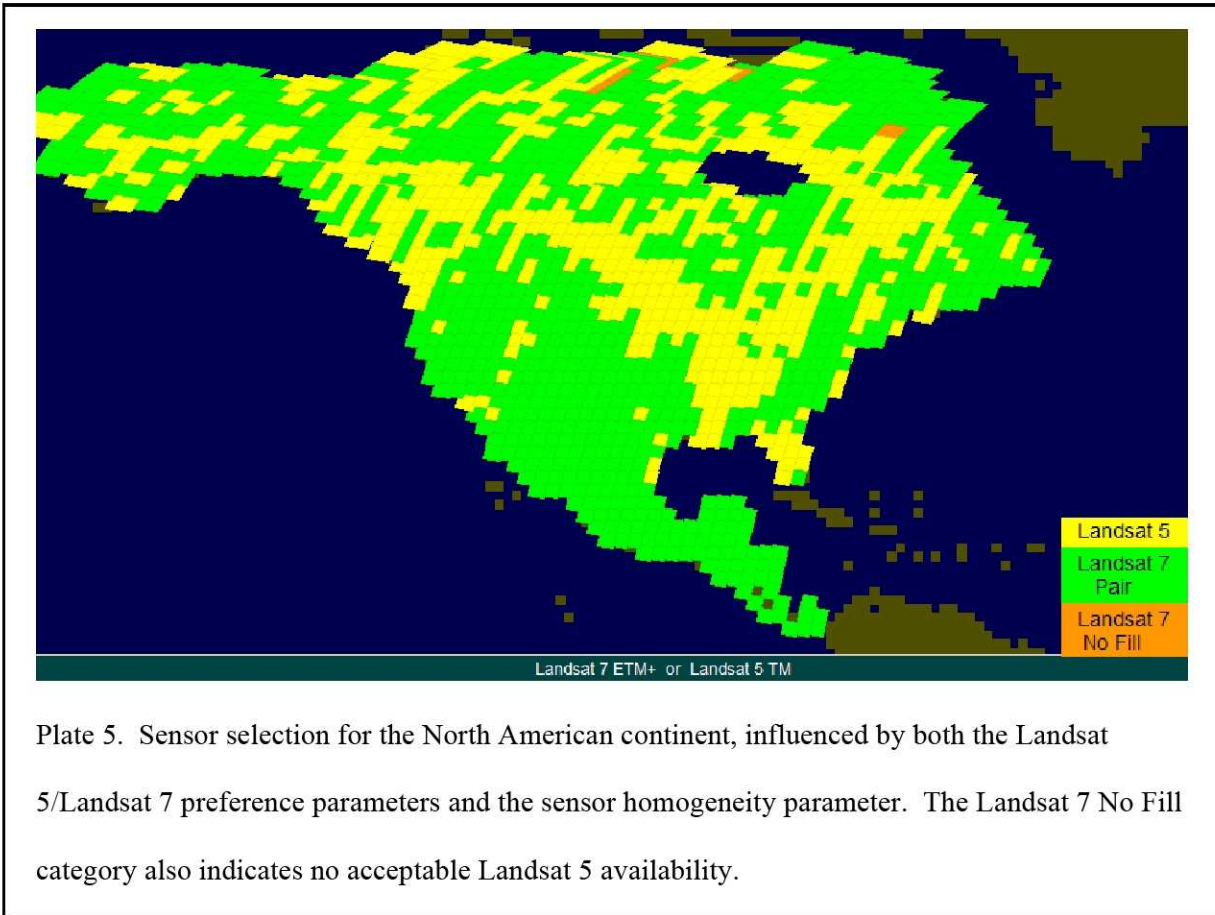 Landsat 5
Landsat 7
Pair
Landsat 7
No Fill
Landsat 7 ETM+ or Landsat 5 TM
Plate 5. Sensor selection for the North American continent, influenced by both the Landsat
5/Landsat 7 preference parameters and the sensor homogeneity parameter. The Landsat 7 No Fill
category also indicates no acceptable Landsat 5 availability.